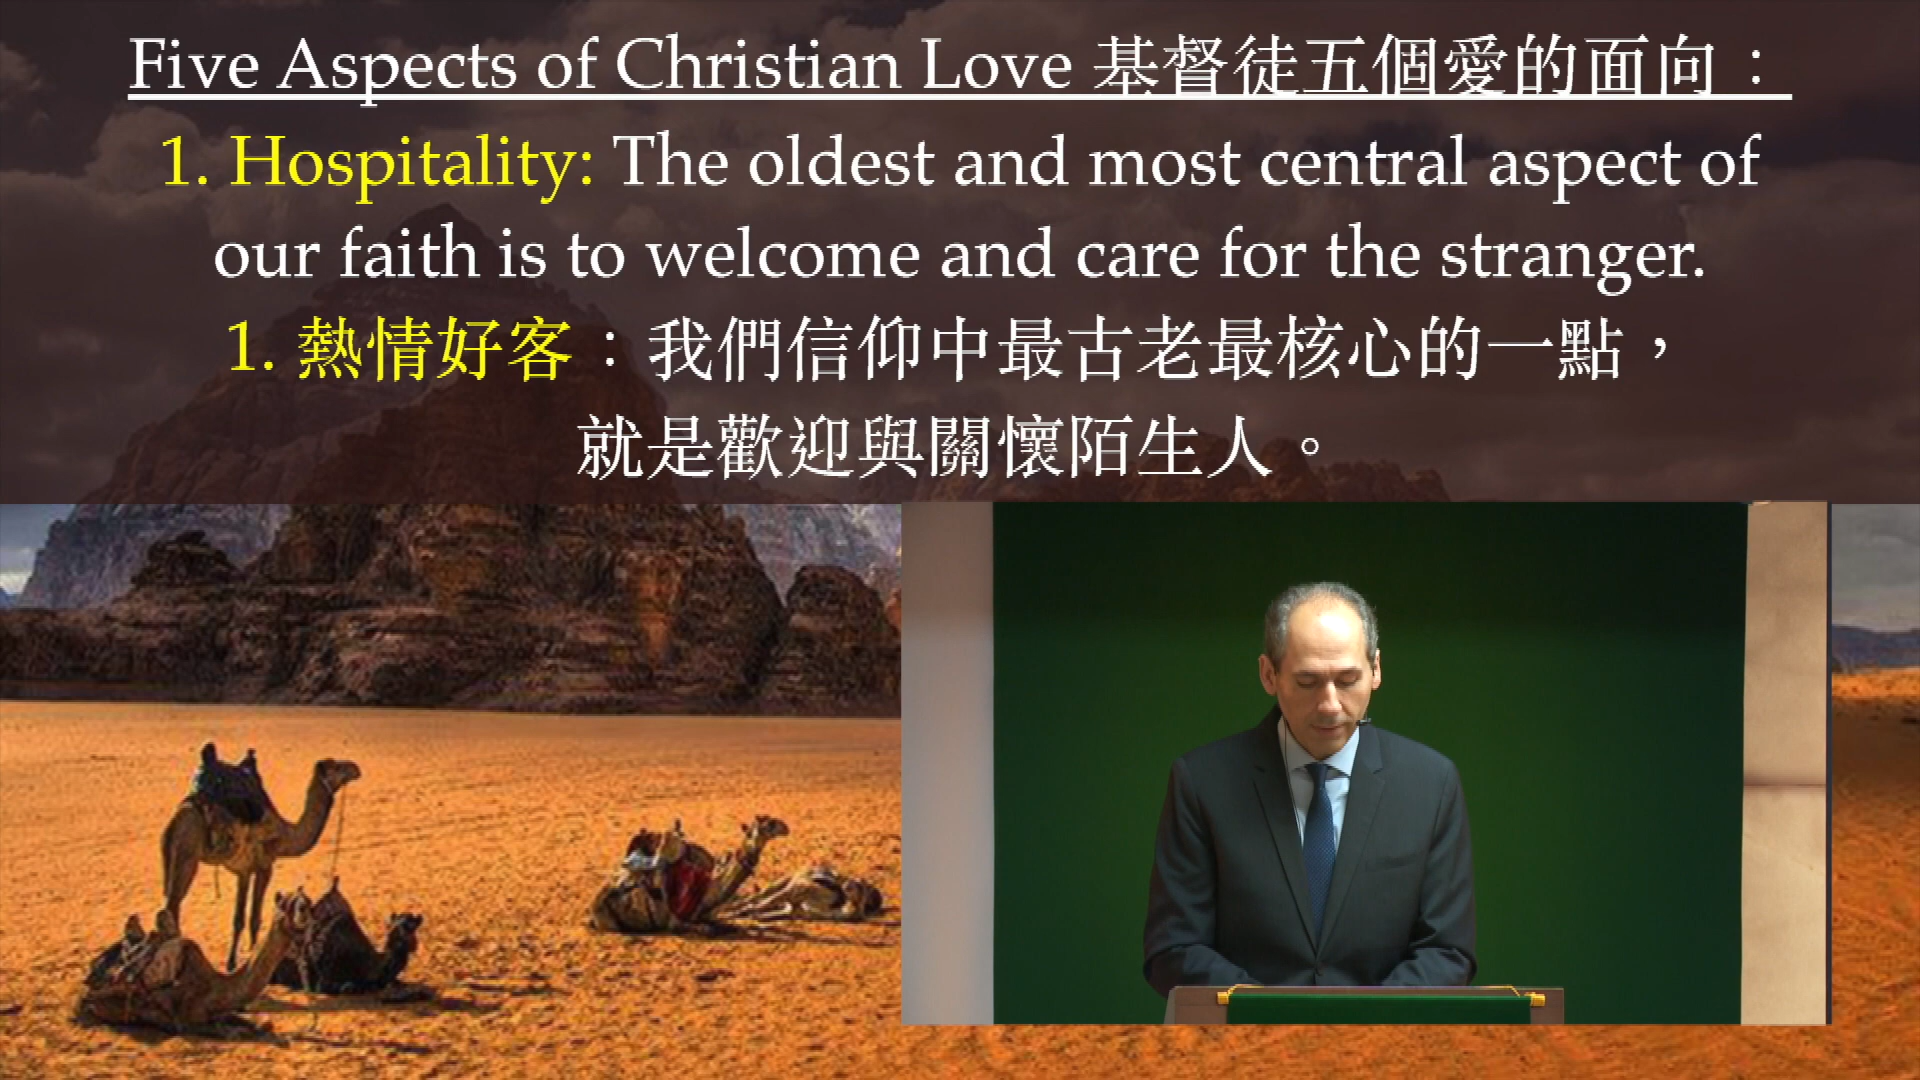 Five Aspects of Christian Love 基督徒五個愛的面向：
1. Hospitality: The oldest and most central aspect of
our faith is to welcome and care for the stranger.
1. 熱情好客：我們信仰中最古老最核心的一點，
就是歡迎與關懷陌生人。